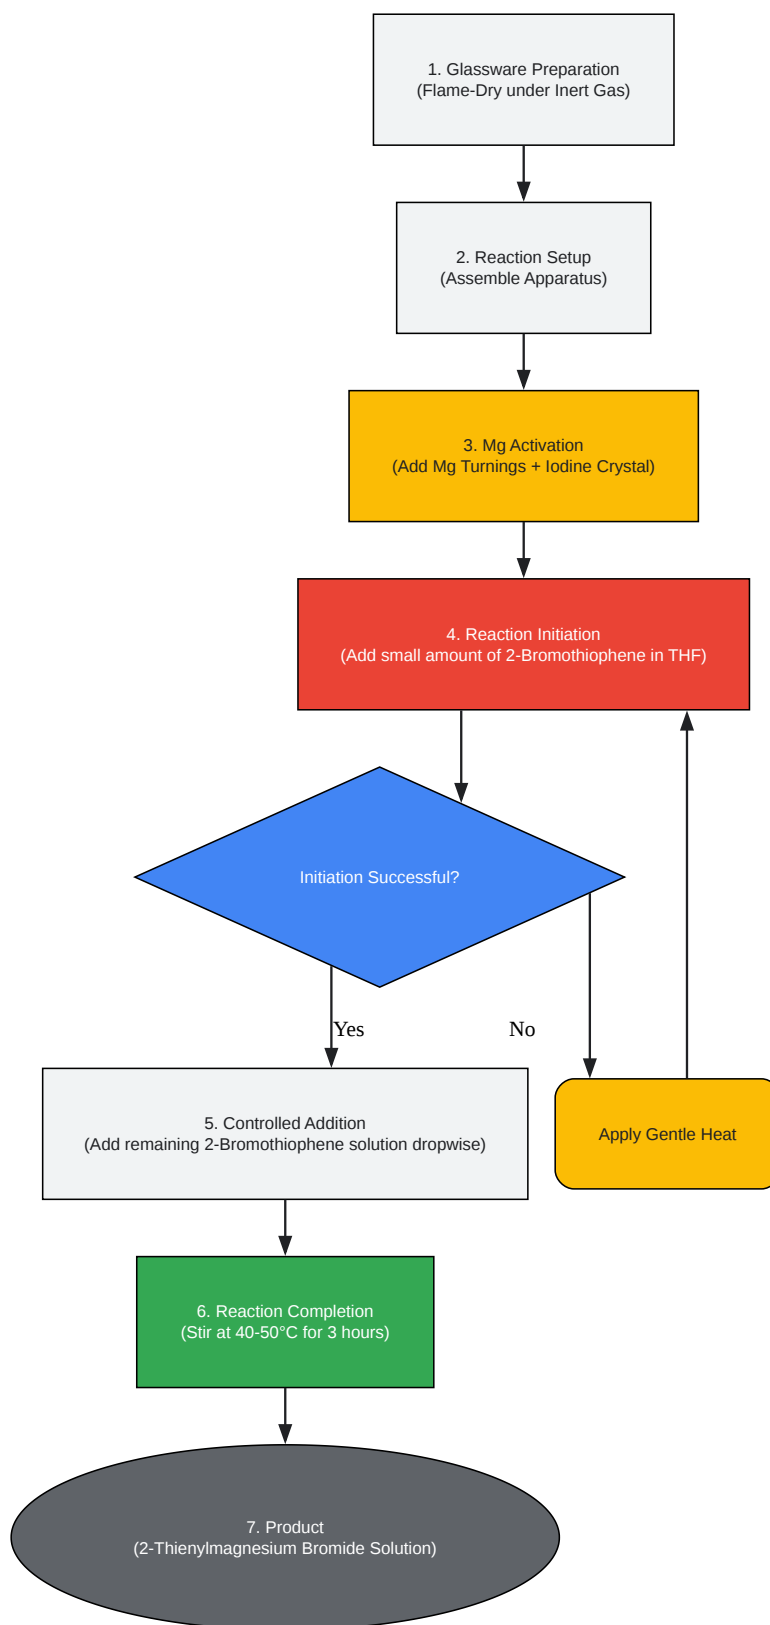 1. Glassware Preparation
(Flame-Dry under Inert Gas)
2. Reaction Setup
(Assemble Apparatus)
3. Mg Activation
(Add Mg Turnings + Iodine Crystal)
4. Reaction Initiation
(Add small amount of 2-Bromothiophene in THF)
Initiation Successful?
Yes
No
5. Controlled Addition
(Add remaining 2-Bromothiophene solution dropwise)
Apply Gentle Heat
6. Reaction Completion
(Stir at 40-50°C for 3 hours)
7. Product
(2-Thienylmagnesium Bromide Solution)